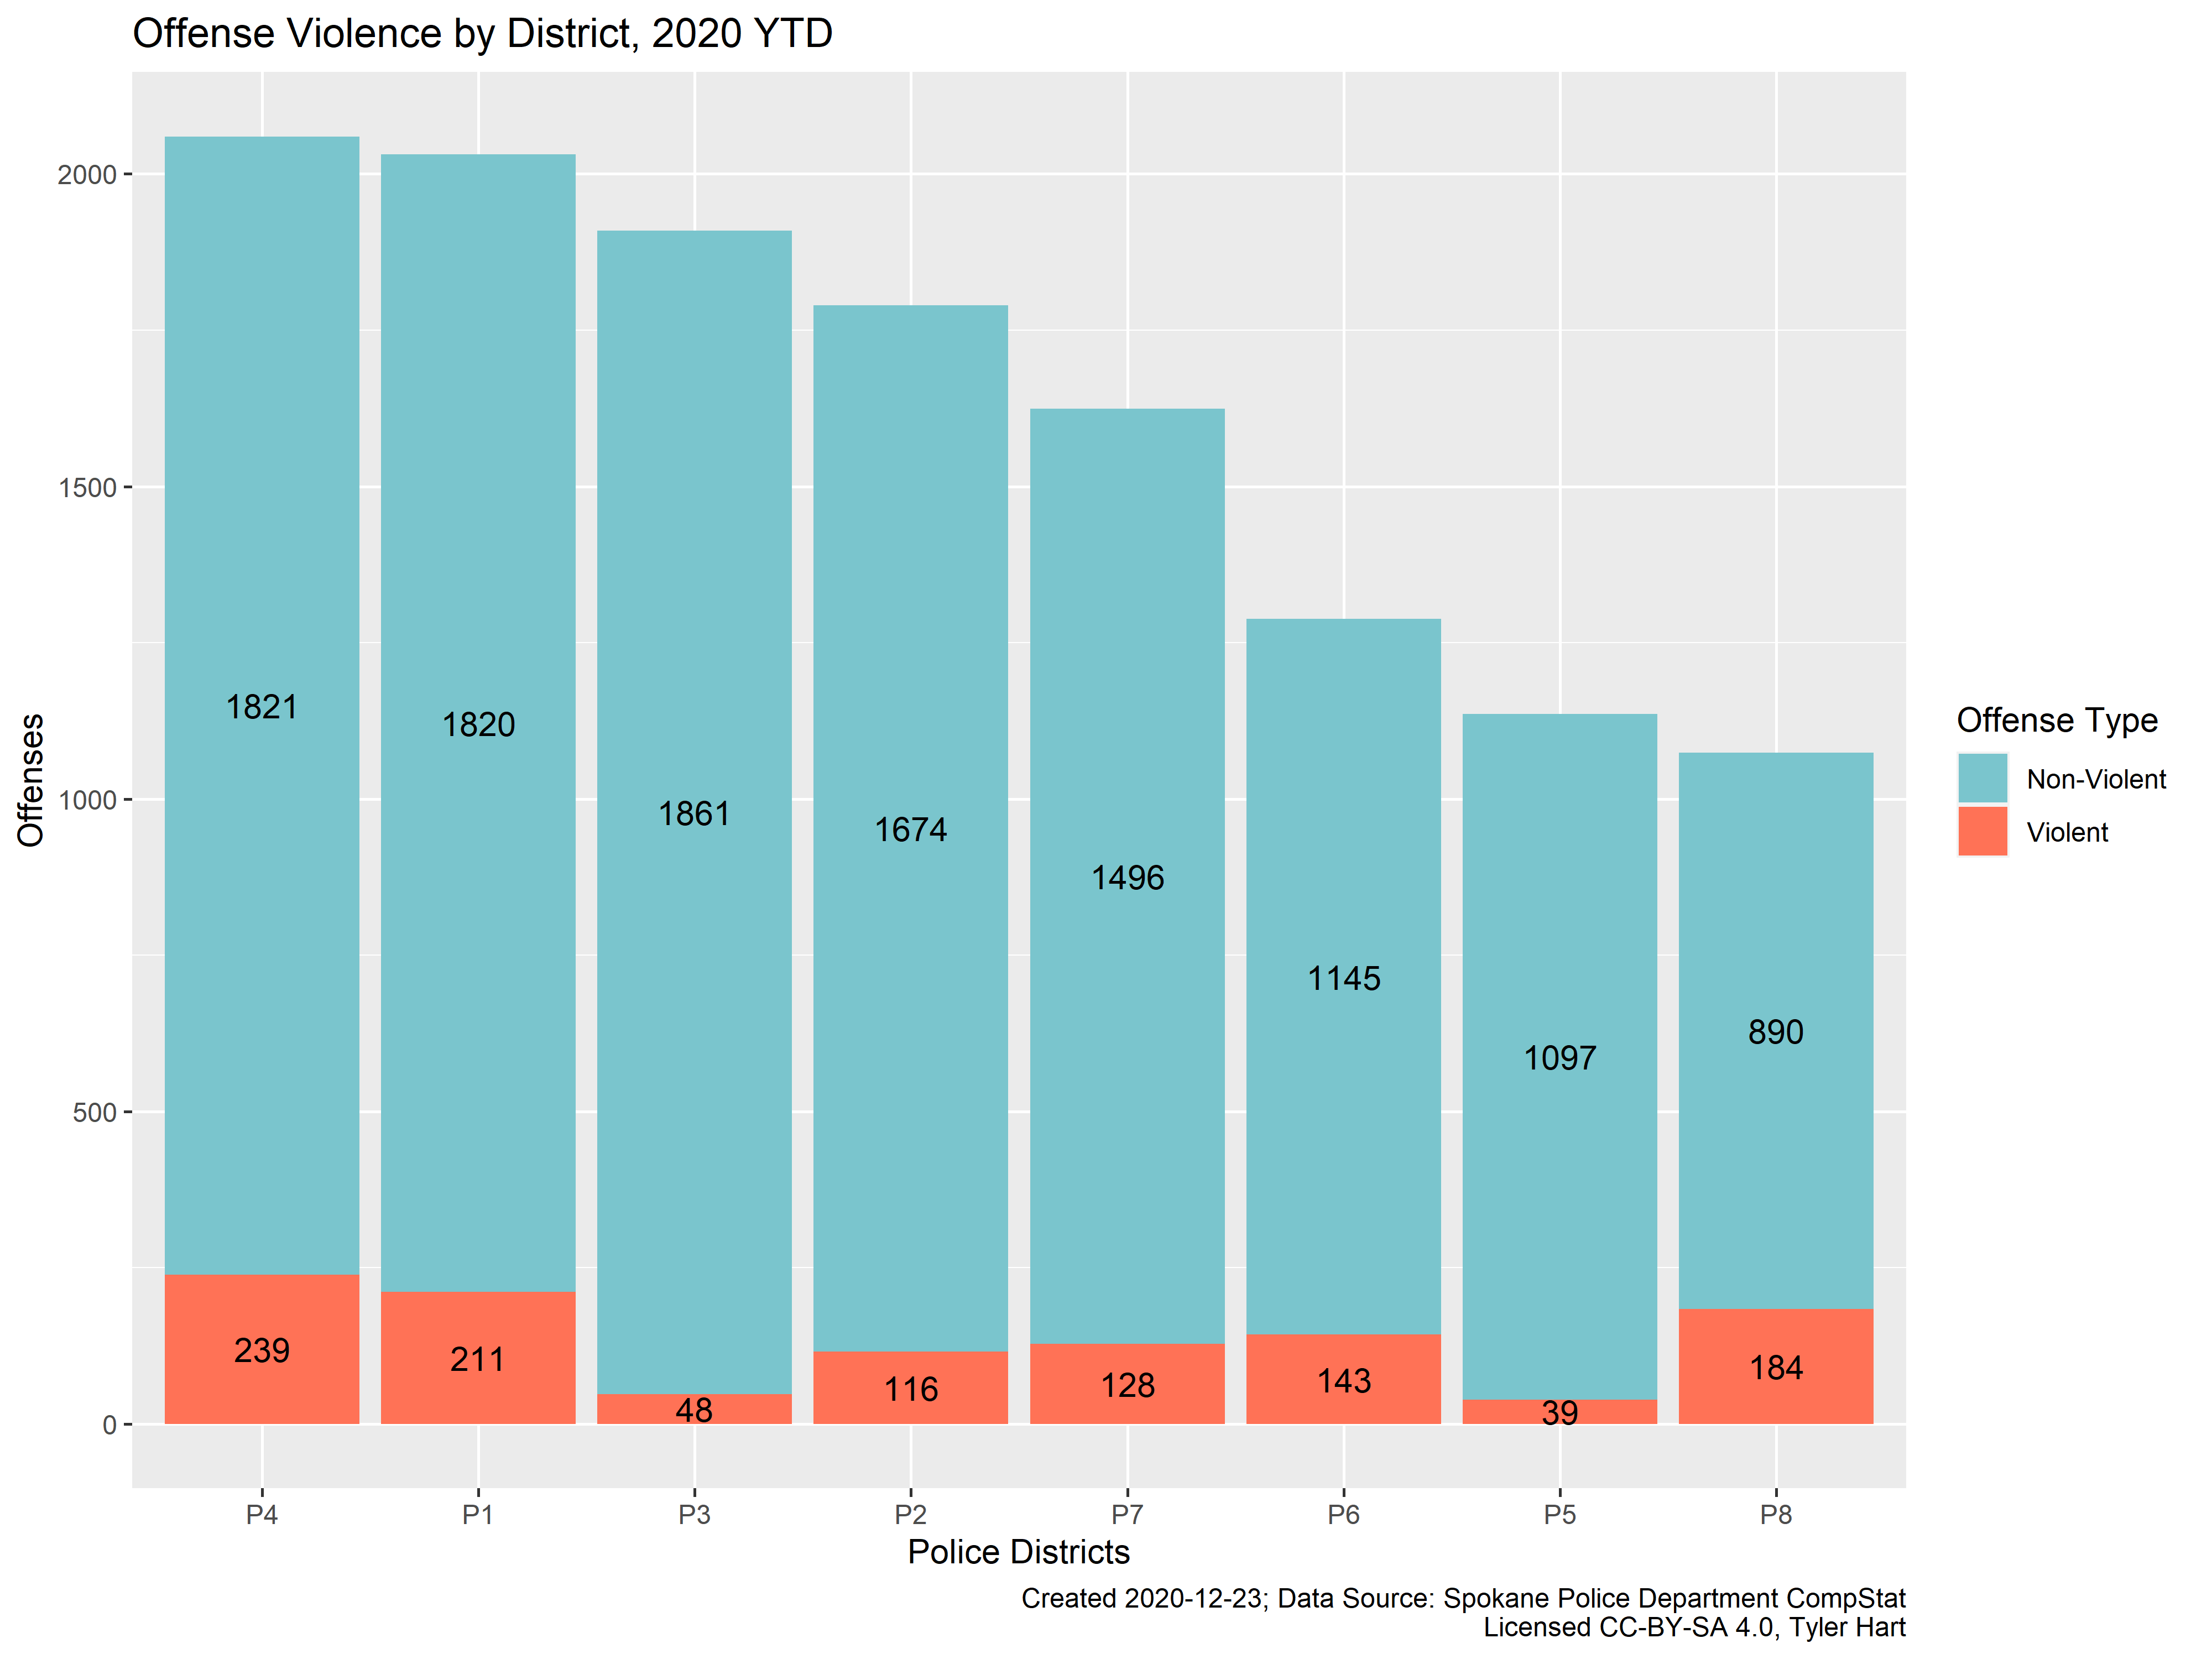 Offense Violence by District, 2020 YTD
2000
1500
1000
500
0
Offenses
1821
1820
1861
1674
1496
1145
1097
890
239
211
48
116
128
143
39
184
P4
P1
P3
P2
P7
P6
P5
P8
Police Districts
Offense Type
Non-Violent
Violent
Created 2020-12-23; Data Source: Spokane Police Department CompStat
Licensed CC-BY-SA 4.0, Tyler Hart